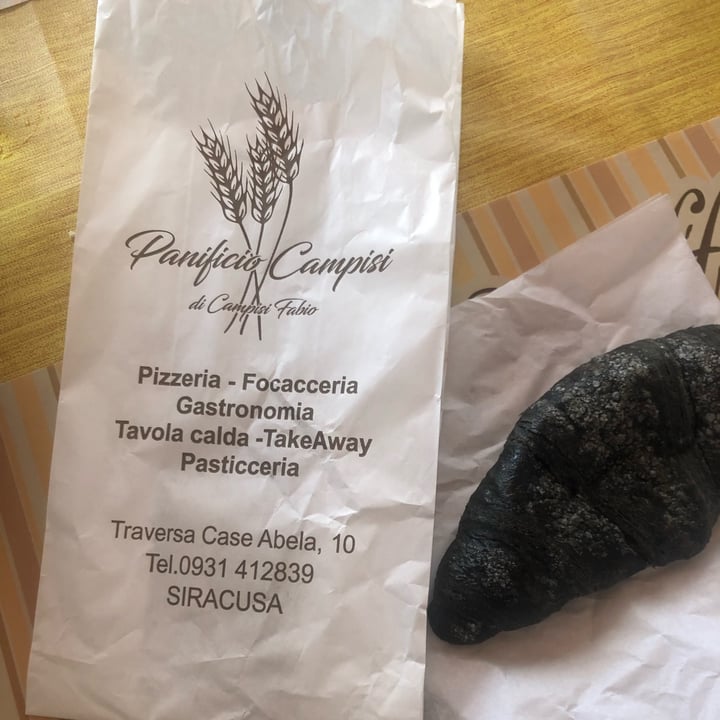 Panificio Campisi
di Campisi Fabio
Pizzeria - Focacceria
Gastronomia
Tavola calda -TakeAway
Pasticceria
Traversa Case Abela, 10
Tel.0931 412839
SIRACUSA